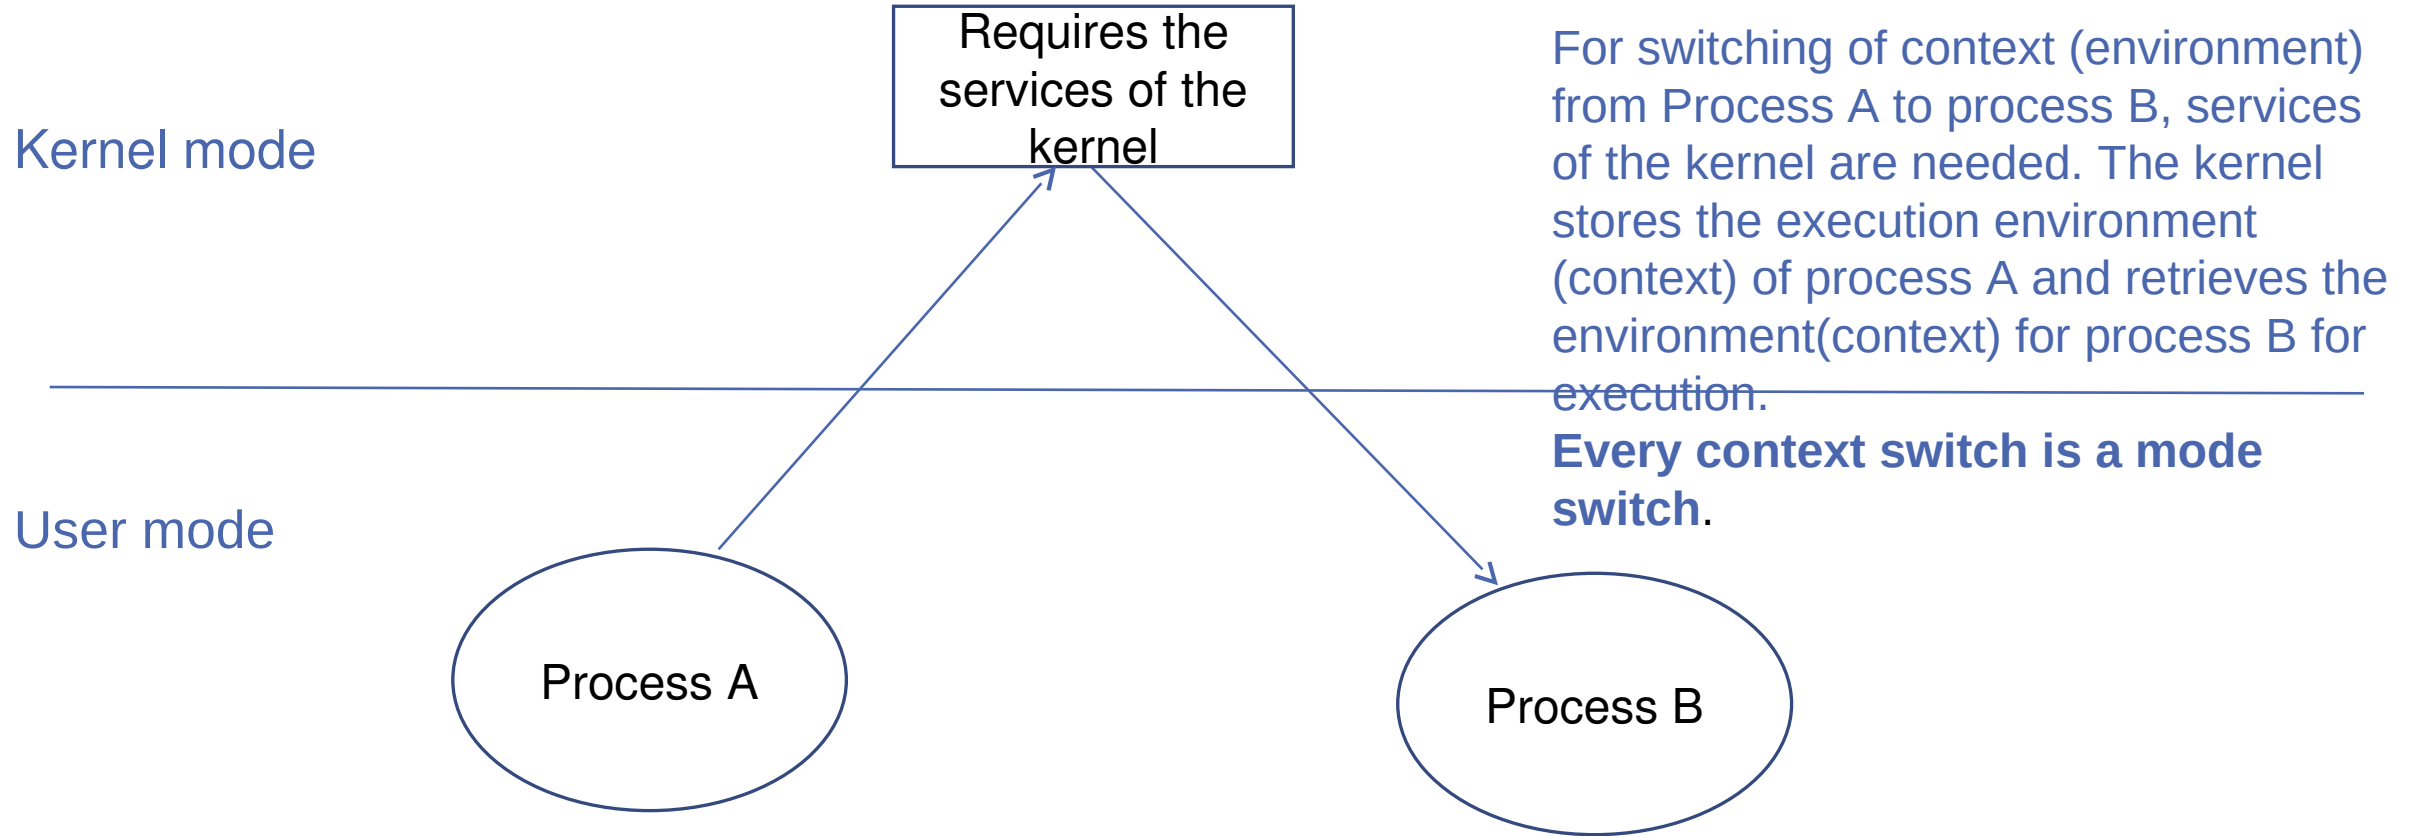 Requires the
services of the
kernel
Kernel mode
For switching of context (environment)
from Process A to process B, services
of the kernel are needed. The kernel
stores the execution environment
(context) of process A and retrieves the
environment(context) for process B for
execution.
Every context switch is a mode
switch.
User mode
Process A
Process B